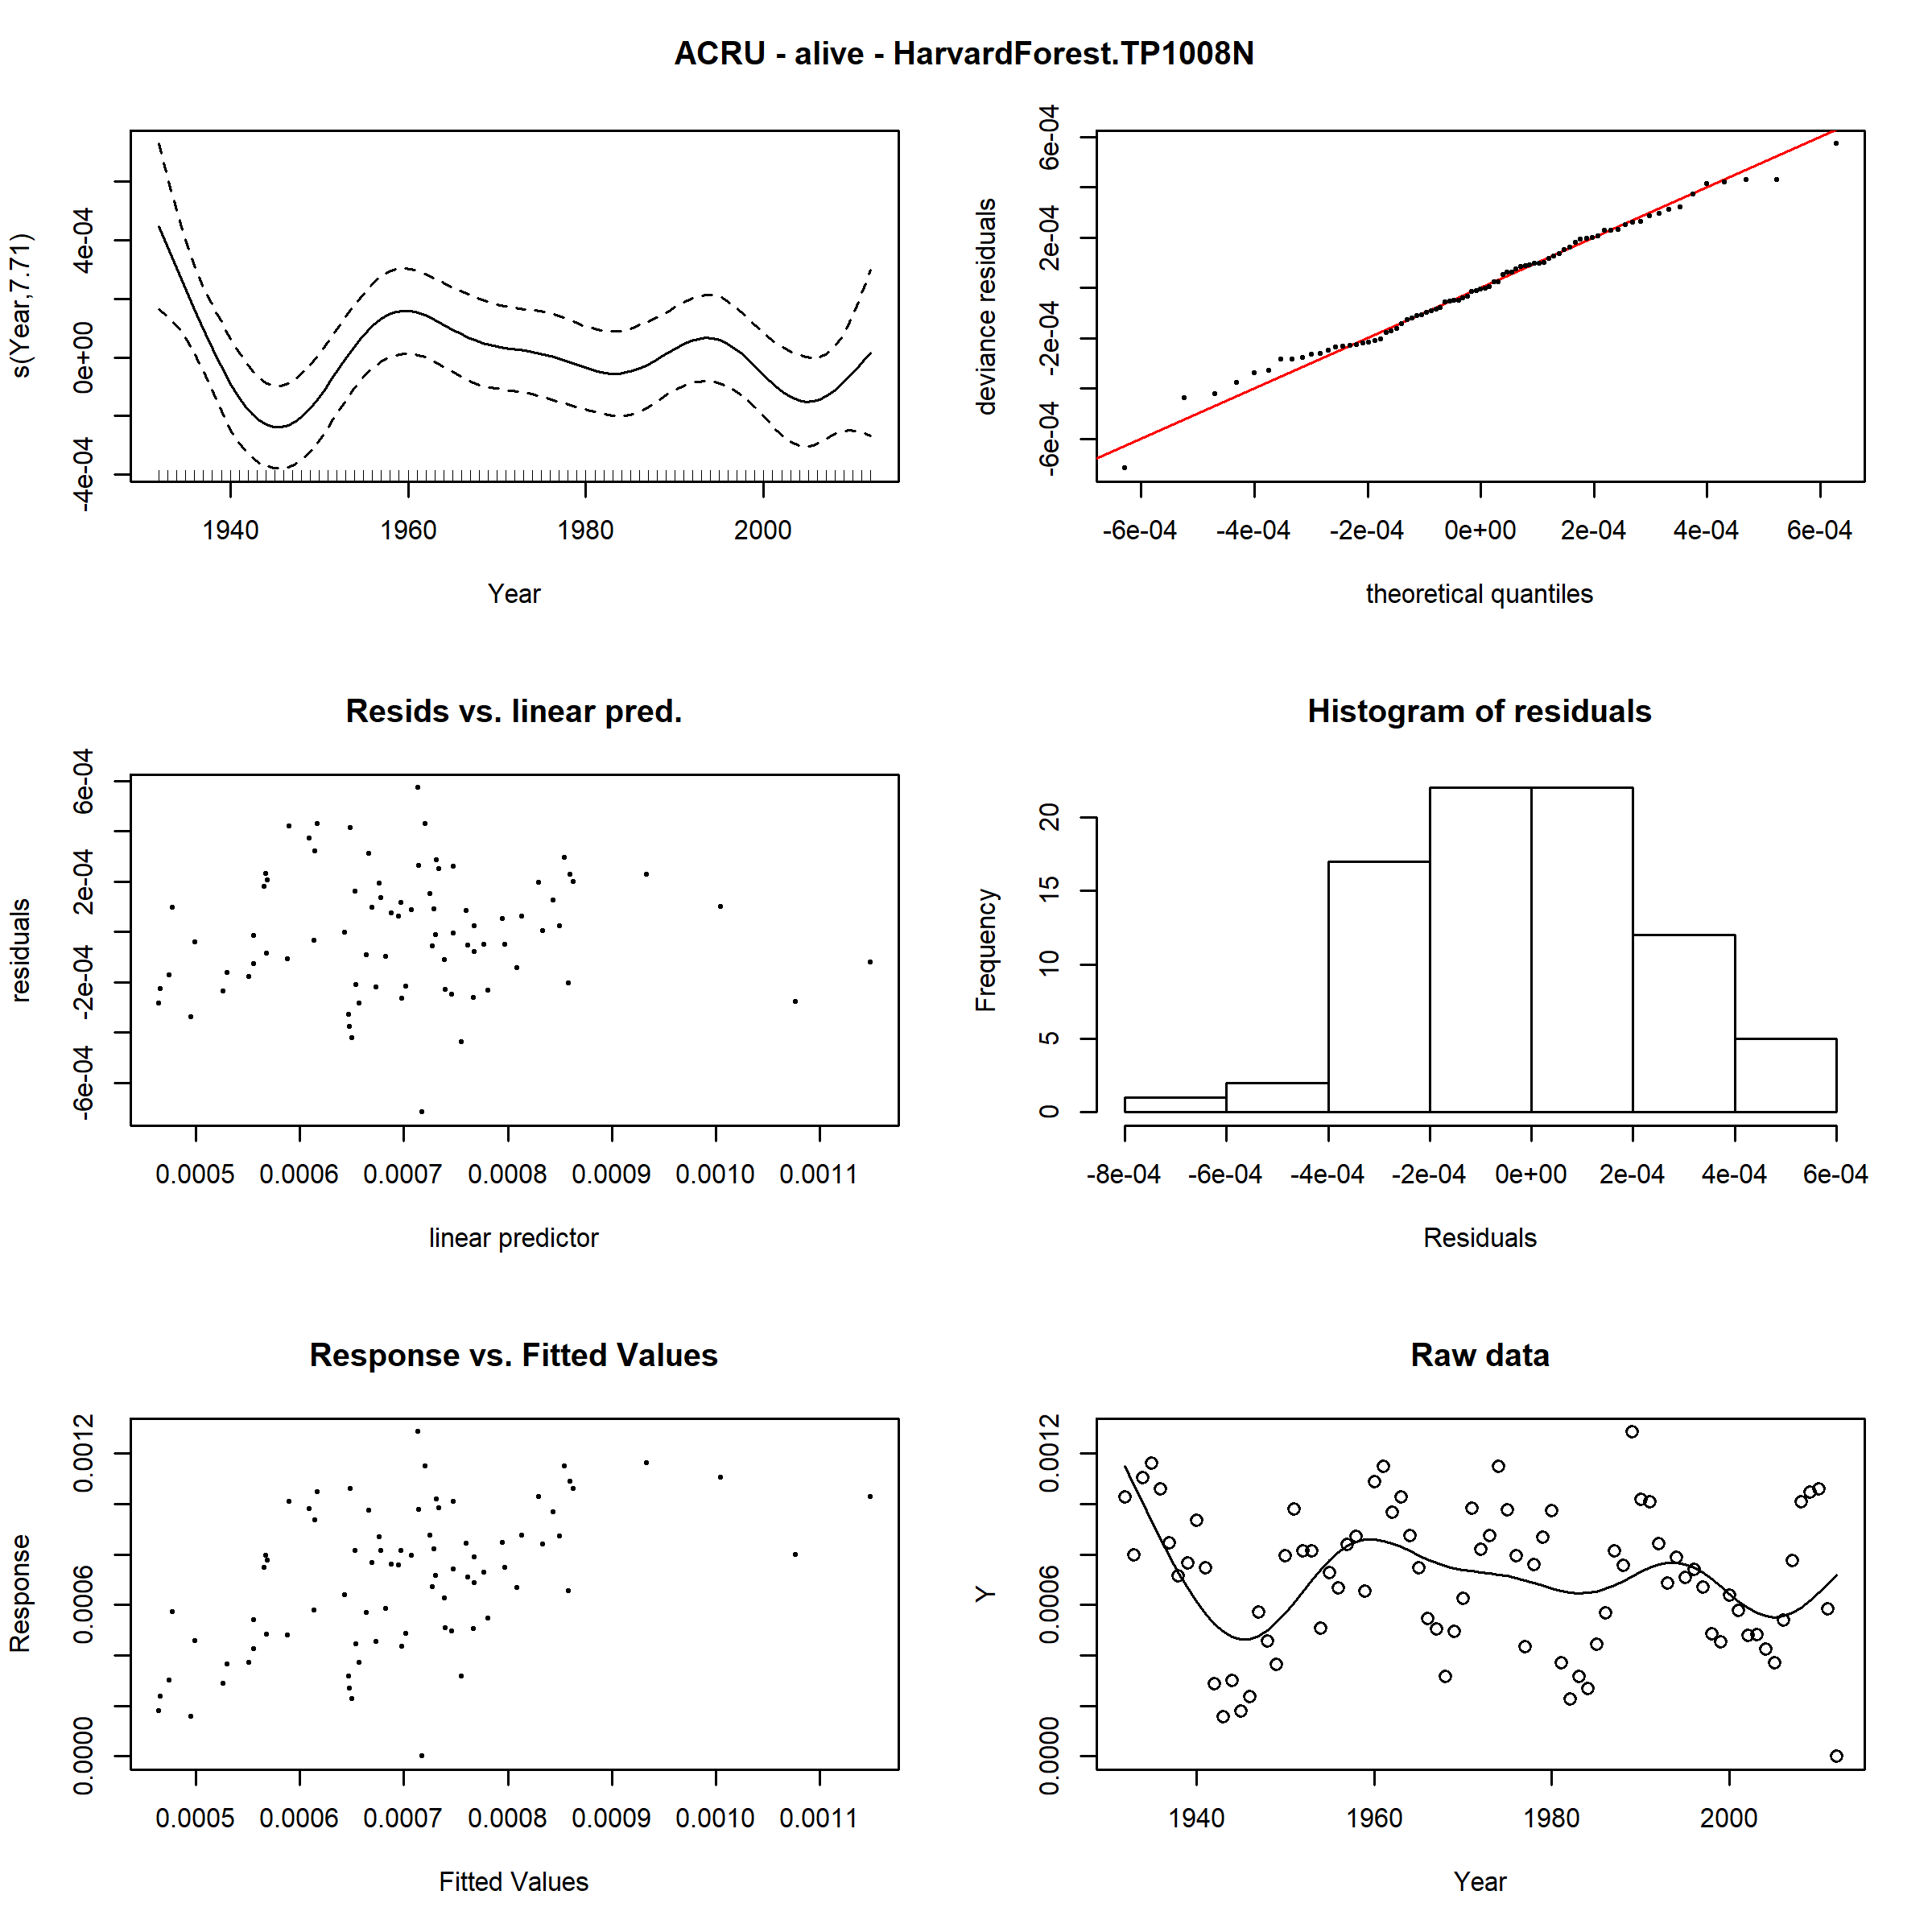 ACRU - alive - HarvardForest.TP1008N
s(Year,7.71)
-4e-04 0e+00 4e-04
1940 1960 1980 2000
Year
deviance residuals
-6e-04 -2e-04 2e-04 6e-04
-6e-04 -4e-04 -2e-04 0e+00 2e-04 4e-04 6e-04
theoretical quantiles
Resids vs. linear pred.
residuals
-6e-04 -2e-04 2e-04 6e-04
0.0005 0.0006 0.0007 0.0008 0.0009 0.0010 0.0011
linear predictor
Histogram of residuals
Frequency
0 5 10 15 20
-8e-04 -6e-04 -4e-04 -2e-04 0e+00 2e-04 4e-04 6e-04
Residuals
Response vs. Fitted Values
Response
0.0000 0.0006 0.0012
0.0005 0.0006 0.0007 0.0008 0.0009 0.0010 0.0011
Fitted Values
Raw data
Y
0.0000 0.0006 0.0012
1940 1960 1980 2000
Year